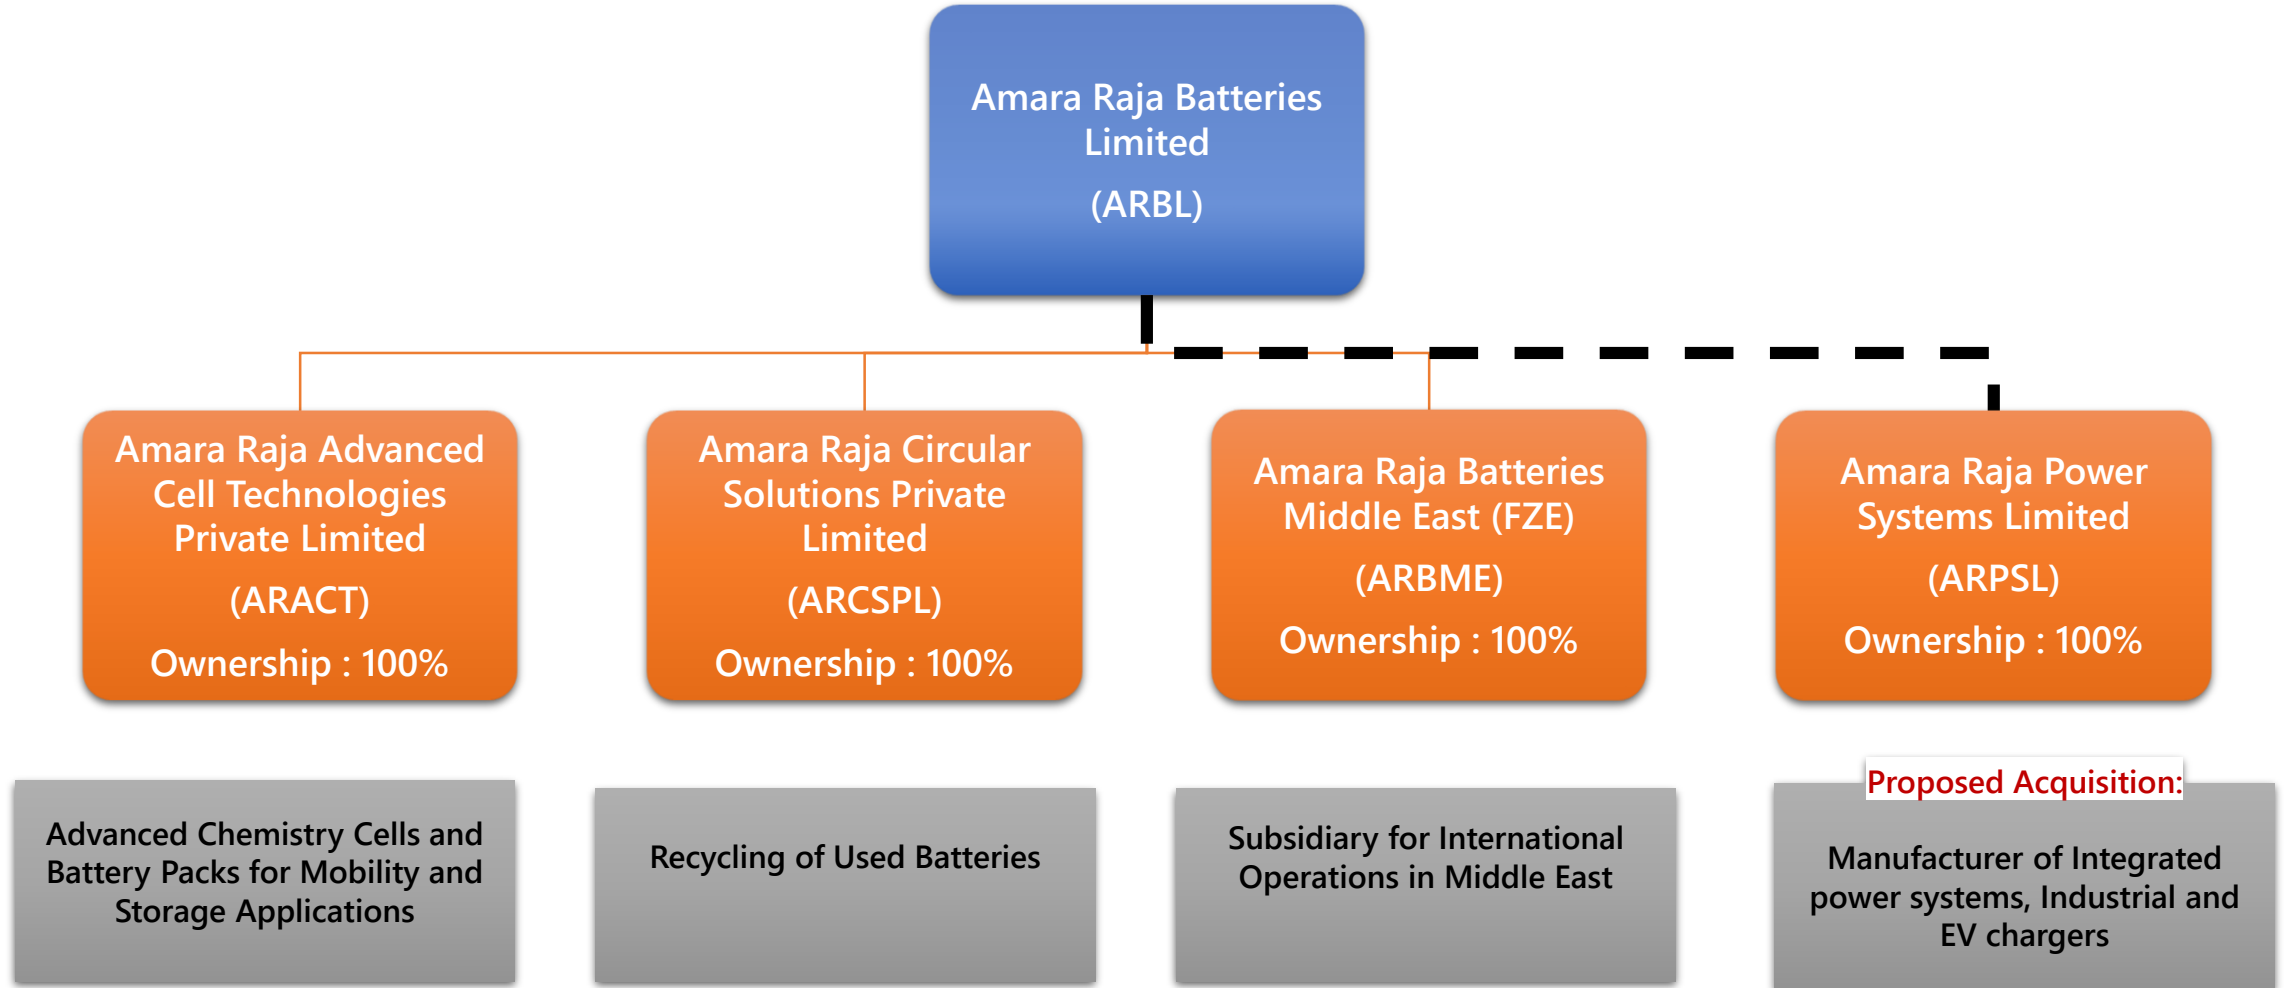 Amara Raja Batteries
Limited
(ARBL)
Amara Raja Advanced
Cell Technologies
Private Limited
(ARACT)
Ownership : 100%
Amara Raja Circular
Solutions Private
Limited
(ARCSPL)
Ownership : 100%
Amara Raja Batteries
Middle East (FZE)
(ARBME)
Ownership : 100%
Amara Raja Power
Systems Limited
(ARPSL)
Ownership : 100%
Advanced Chemistry Cells and
Battery Packs for Mobility and
Storage Applications
Recycling of Used Batteries
Subsidiary for International
Operations in Middle East
Proposed Acquisition:
Manufacturer of Integrated
power systems, Industrial and
EV chargers